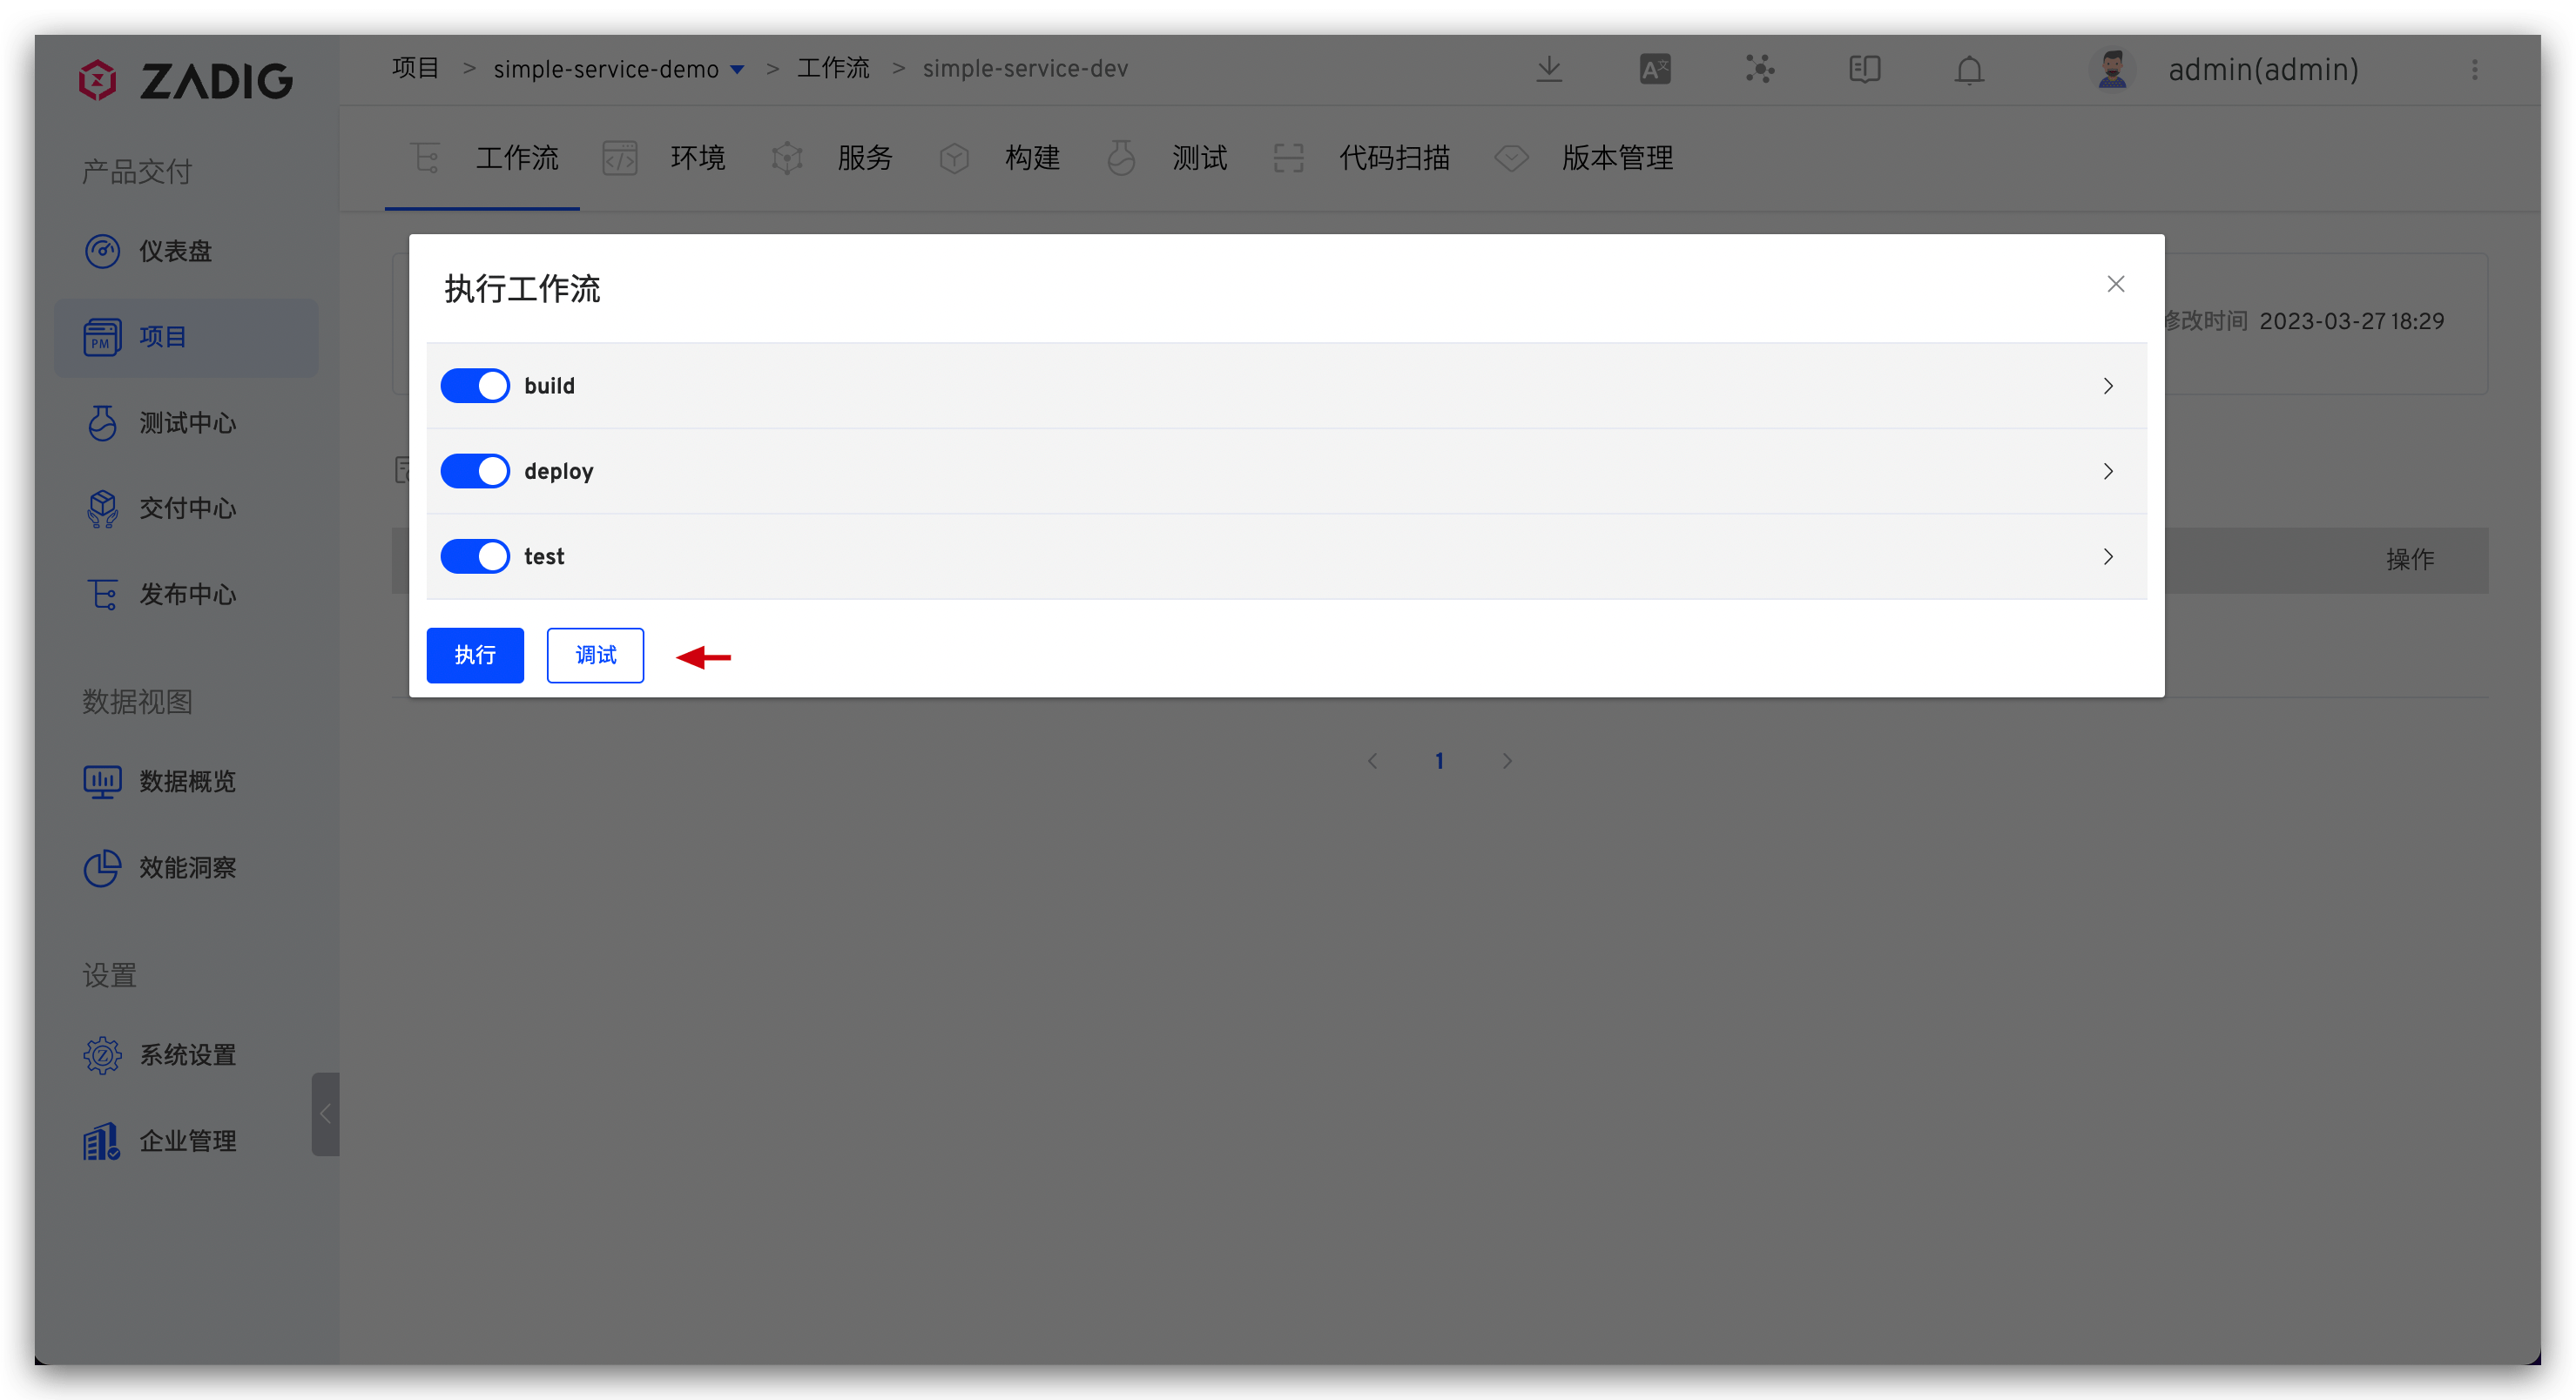 ZADIG
项目 > simple-service-demo > 工作流 > simple-service-dev
admin(admin)
产品交付
仪表盘
项目
测试中心
交付中心
发布中心
数据视图
数据概览
效能洞察
设置
系统设置
企业管理
工作流 环境 服务 构建 测试 代码扫描 版本管理
修改时间 2023-03-27 18:29
操作
执行工作流
build
deploy
test
执行 调试
1